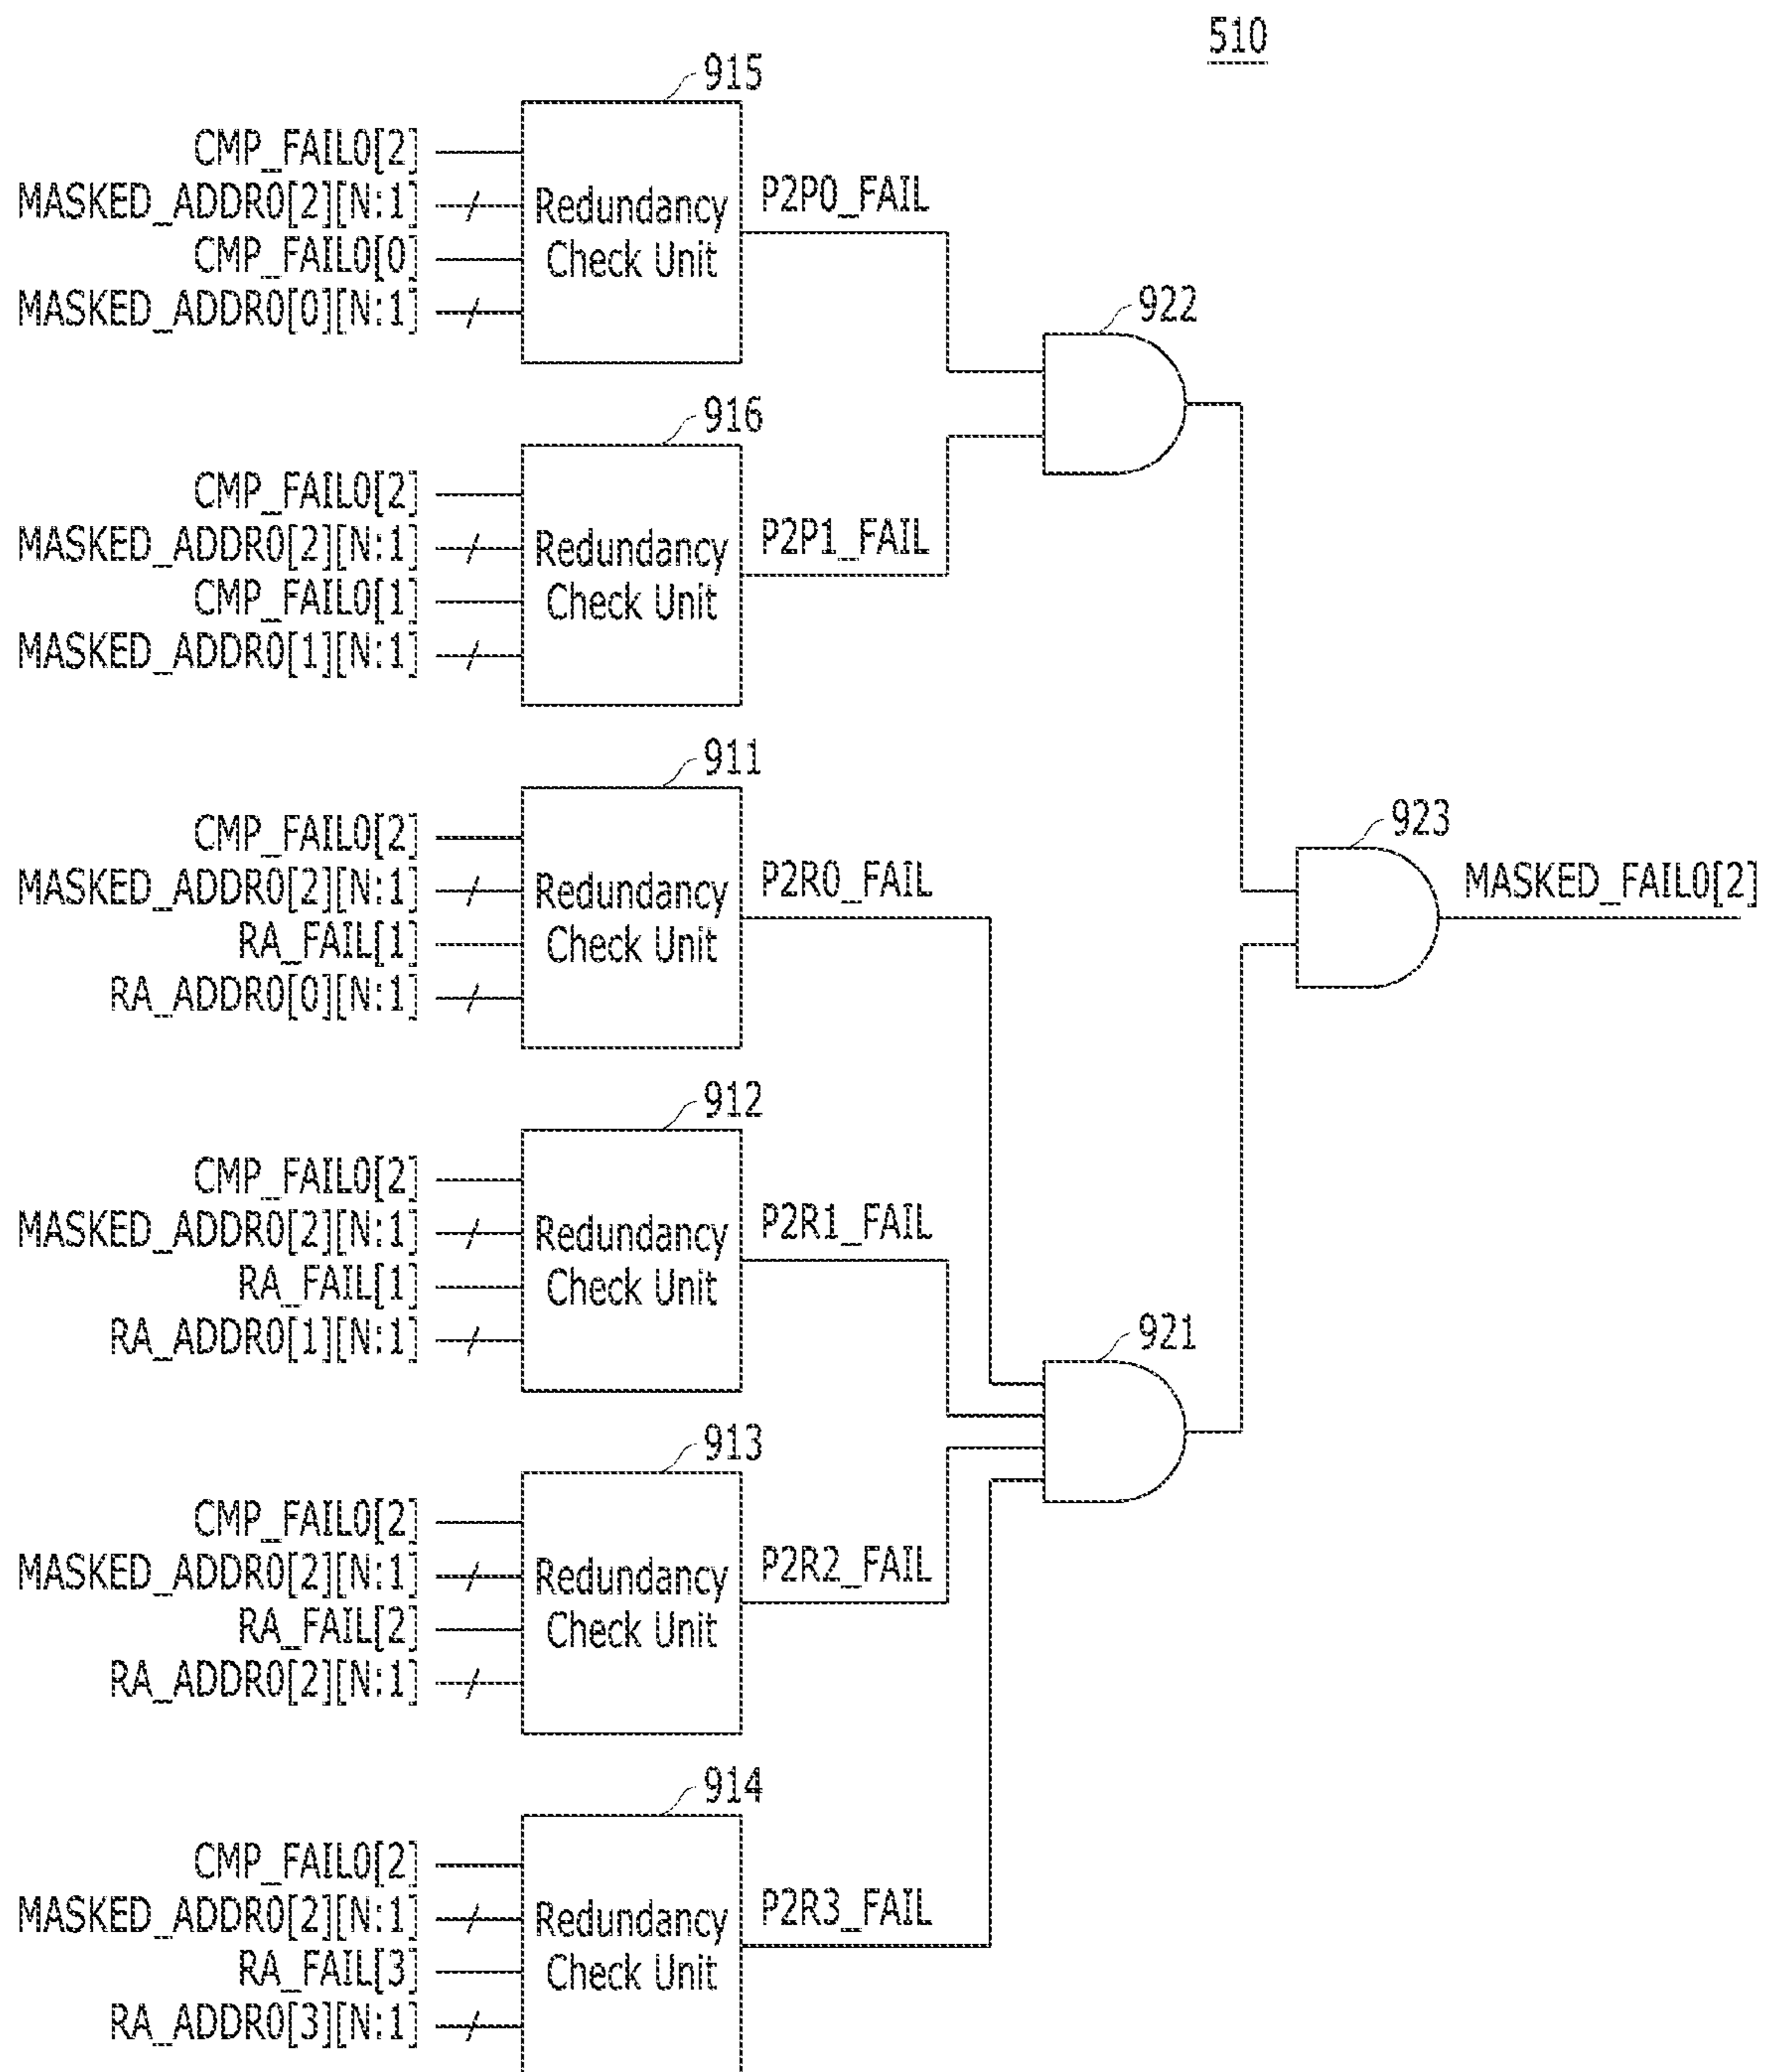 510
915
CMP_FAIL0[2]
MASKED_ADDR0[2][N:1]
CMP_FAIL0[0]
MASKED_ADDR0[0][N:1]
Redundancy
Check Unit
P2P0_FAIL
922
916
CMP_FAIL0[2]
MASKED_ADDR0[2][N:1]
CMP_FAIL0[1]
MASKED_ADDR0[1][N:1]
Redundancy
Check Unit
P2P1_FAIL
911
CMP_FAIL0[2]
MASKED_ADDR0[2][N:1]
RA_FAIL[1]
RA_ADDR0[0][N:1]
Redundancy
Check Unit
P2R0_FAIL
923
MASKED_FAIL0[2]
912
CMP_FAIL0[2]
MASKED_ADDR0[2][N:1]
RA_FAIL[1]
RA_ADDR0[1][N:1]
Redundancy
Check Unit
P2R1_FAIL
921
913
CMP_FAIL0[2]
MASKED_ADDR0[2][N:1]
RA_FAIL[2]
RA_ADDR0[2][N:1]
Redundancy
Check Unit
P2R2_FAIL
914
CMP_FAIL0[2]
MASKED_ADDR0[2][N:1]
RA_FAIL[3]
RA_ADDR0[3][N:1]
Redundancy
Check Unit
P2R3_FAIL